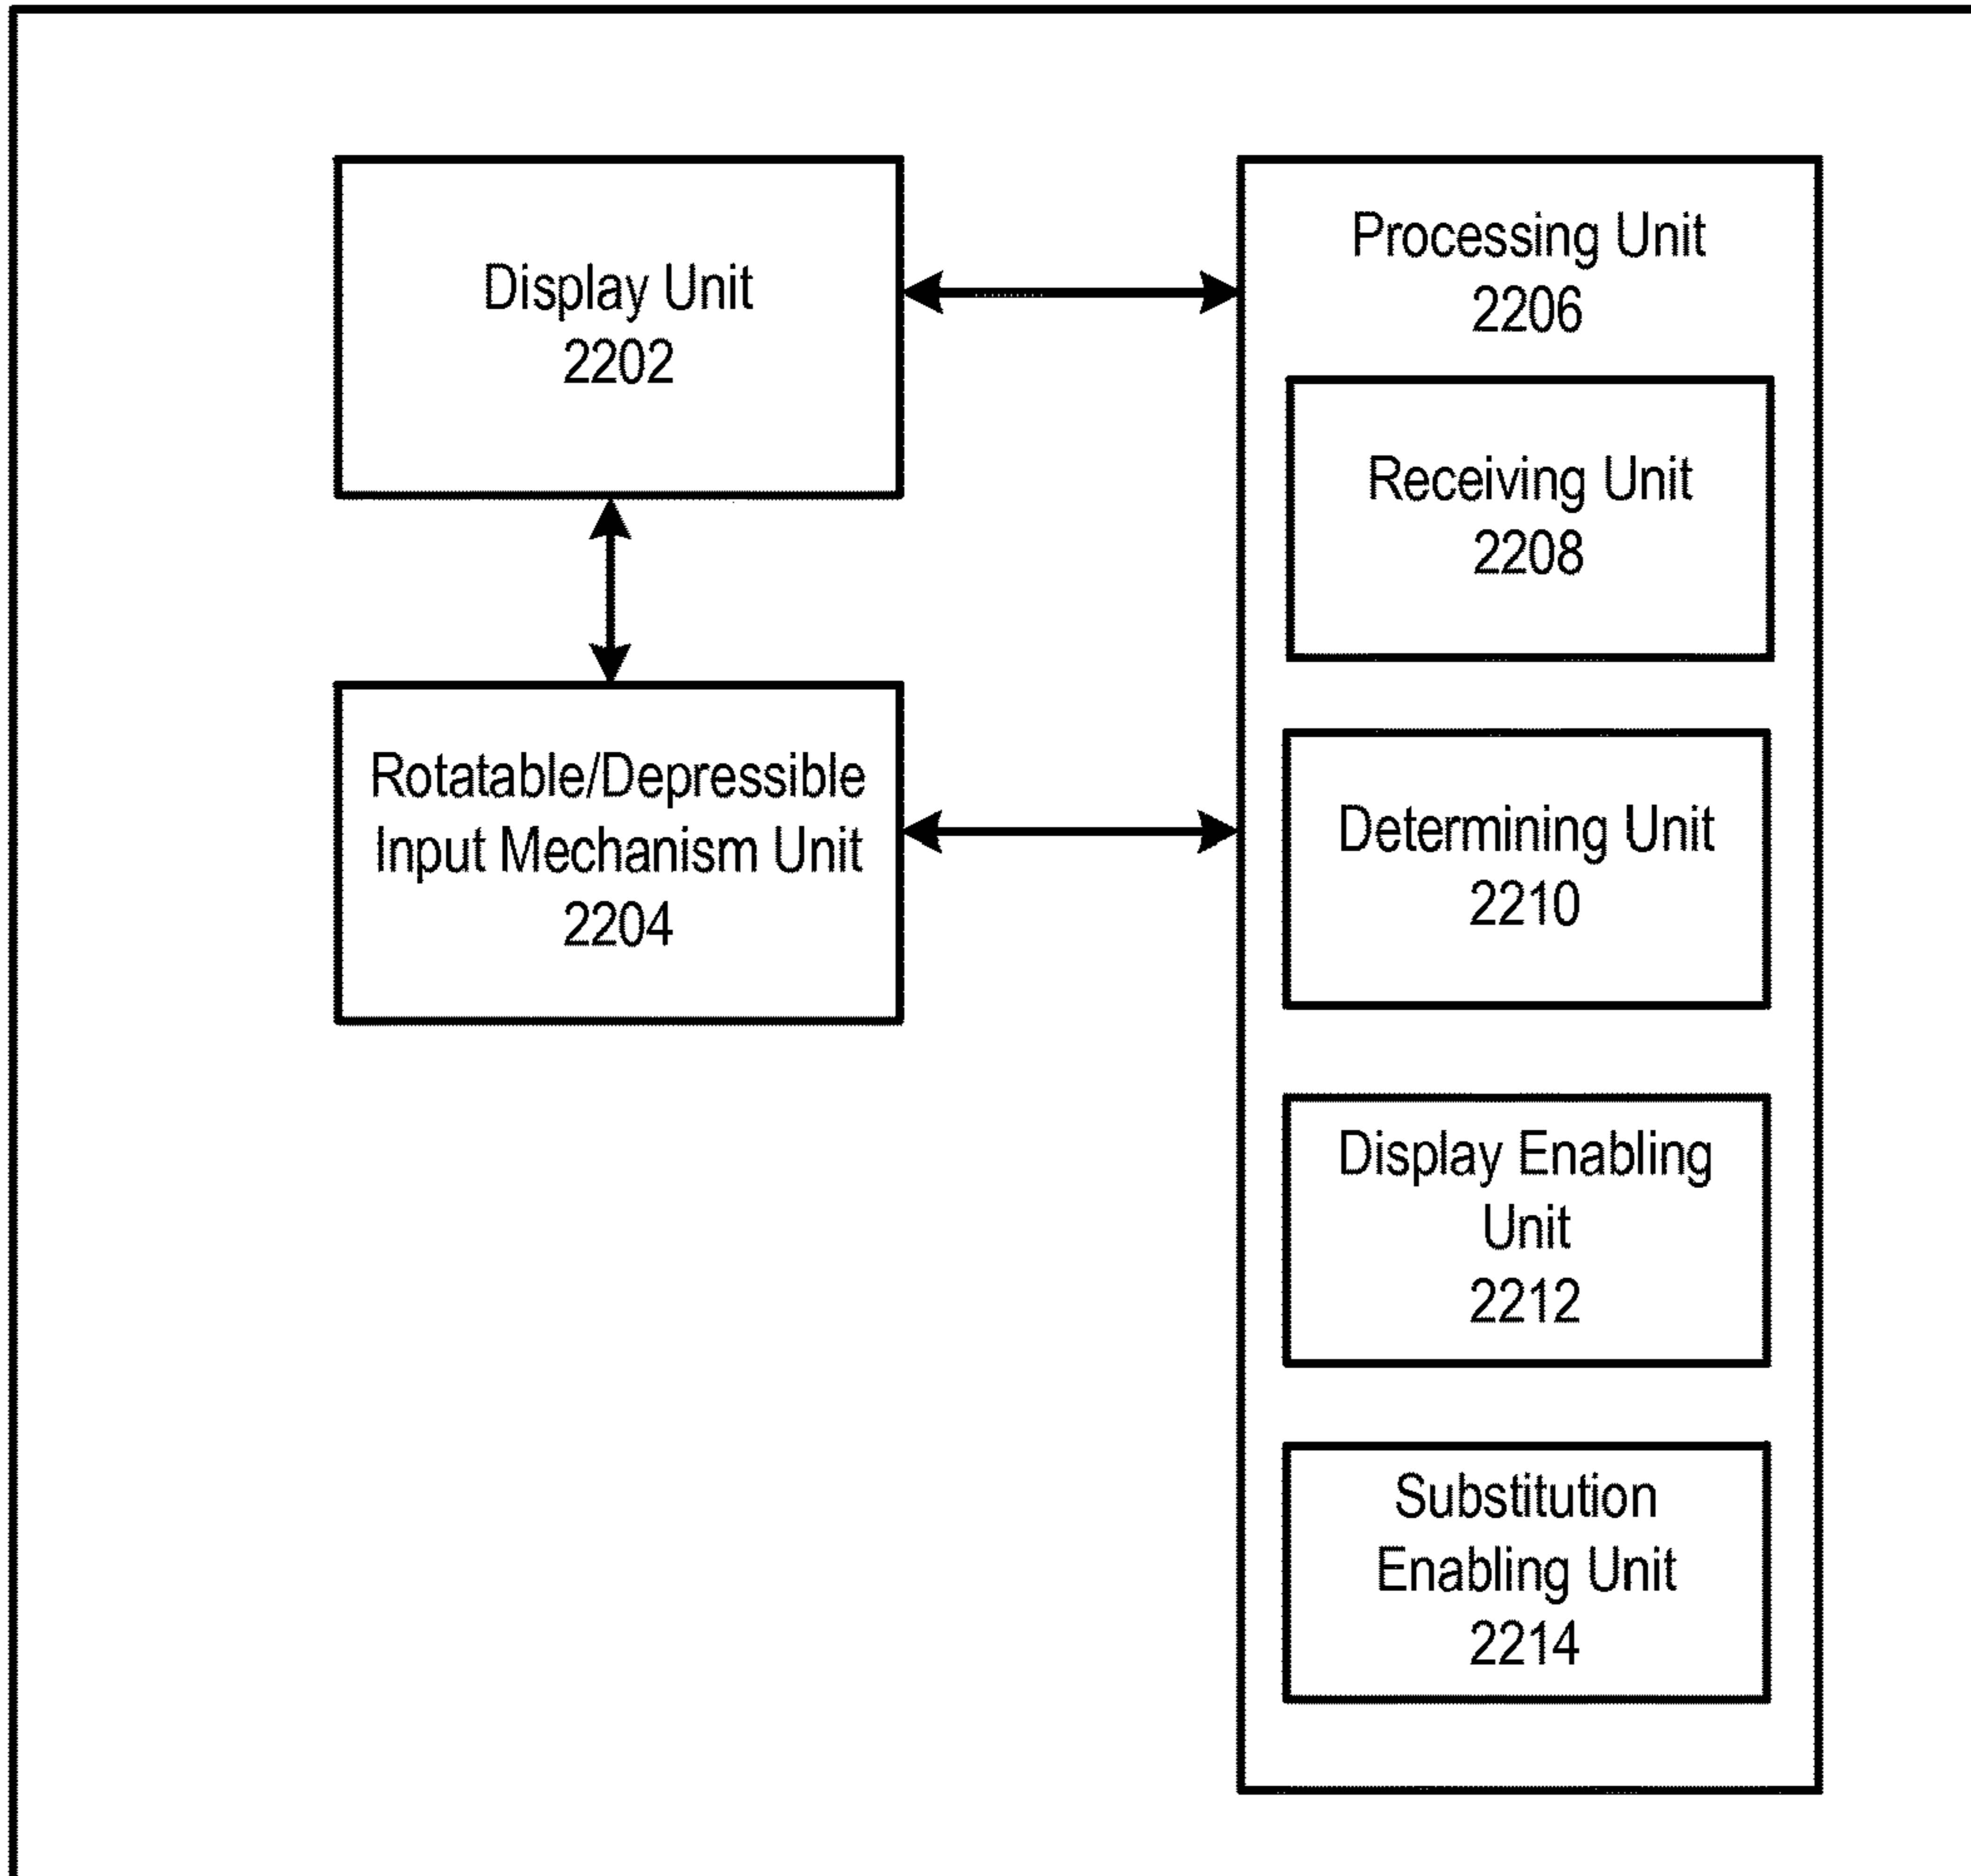 Display Unit
2202
Rotatable/Depressible
Input Mechanism Unit
2204
Processing Unit
2206
Receiving Unit
2208
Determining Unit
2210
Display Enabling
Unit
2212
Substitution
Enabling Unit
2214